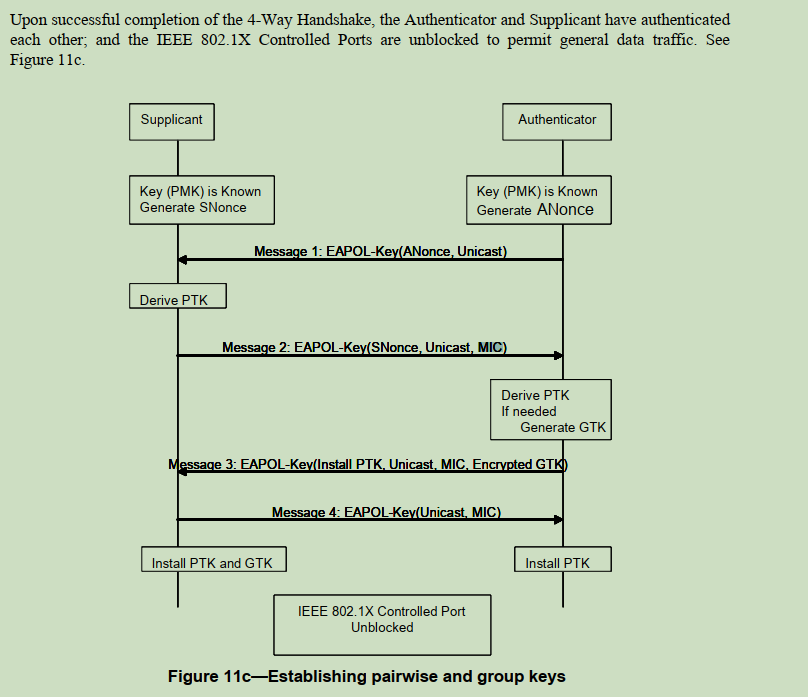 Upon successful completion of the 4-Way Handshake, the Authenticator and Supplicant have authenticated
each other; and the IEEE 802.1X Controlled Ports are unblocked to permit general data traffic. See
Figure 11c.
Supplicant
Authenticator
Key (PMK) is Known
Generate SNonce
Key (PMK) is Known
Generate ANonce
Message 1: EAPOL-Key(ANonce, Unicast)
Derive PTK
Message 2: EAPOL-Key(SNonce, Unicast, MIC)
Derive PTK
If needed
Generate GTK
Message 3: EAPOL-Key(Install PTK, Unicast, MIC, Encrypted GTK)
Message 4: EAPOL-Key(Unicast, MIC)
Install PTK and GTK
Install PTK
IEEE 802.1X Controlled Port
Unblocked
Figure 11c—Establishing pairwise and group keys